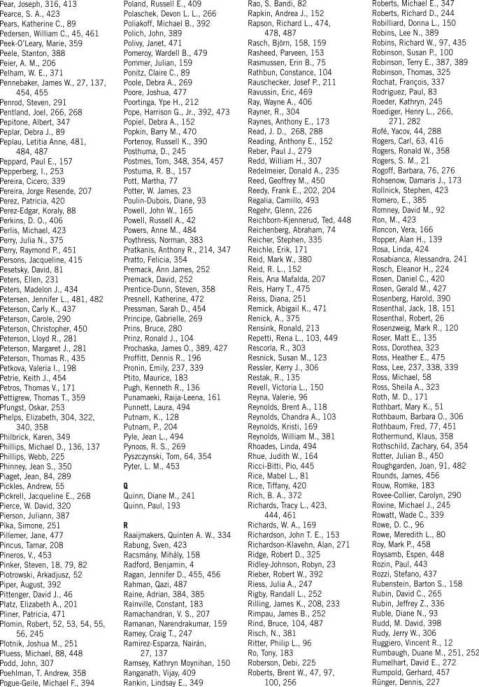 Pear, Joseph, 316, 413
Pearce, S. A., 423
Pears, Katherine C., 89
Pedersen, William C., 45, 461
Peek-O'Leary, Marie, 359
Peele, Stanton, 388
Peier, A. M., 206
Pelham, W. E., 371
Pennebaker, James W., 27, 137,
454, 455
Penrod, Steven, 291
Pentland, Joel, 266, 268
Pepitone, Albert, 347
Peplar, Debra J., 89
Peplau, Letitia Anne, 481,
484, 487
Peppard, Paul E., 157
Pepperberg, I., 253
Pereira, Cicero, 339
Pereira, Jorge Resende, 207
Perez, Patricia, 420
Perez-Edgar, Koraly, 88
Perkins, D. O., 406
Perlis, Michael, 423
Perry, Julia N., 375
Perry, Raymond P., 451
Persons, Jacqueline, 415
Pesetsky, David, 81
Peters, Ellen, 231
Peters, Madelon J., 434
Petersen, Jennifer L., 481, 482
Peterson, Carly K., 437
Peterson, Carole, 290
Peterson, Christopher, 450
Peterson, Lloyd R., 281
Peterson, Margaret J., 281
Peterson, Thomas R., 435
Petkova, Valeria I., 198
Petrie, Keith J., 454
Petros, Thomas V., 171
Pettigrew, Thomas T., 359
Pfungst, Oskar, 253
Phelps, Elizabeth, 304, 322,
340, 358
Philbrick, Karen, 349
Phillips, Michael D., 136, 137
Phillips, Webb, 225
Phinney, Jean S., 350
Piaget, Jean, 84, 289
Pickles, Andrew, 55
Pickrell, Jacqueline E., 268
Pierce, W. David, 320
Pierson, Juliann, 387
Pika, Simone, 251
Pillemer, Jane, 477
Pincus, Tamar, 208
Pineros, V., 453
Pinker, Steven, 18, 79, 82
Piotrowski, Arkadjusz, 52
Piper, August, 392
Pittenger, David J., 46
Platz, Elizabeth A., 201
Pliner, Patricia, 471
Plomin, Robert, 52, 53, 54, 55,
56, 245
Plotnik, Joshua M., 251
Pluess, Michael, 88, 448
Podd, John, 307
Poehlman, T. Andrew, 358
Pogue-Geile, Michael F., 394
Poland, Russell E., 409
Polaschek, Devon L. L., 266
Poliakoff, Michael B., 392
Polich, John, 389
Polivy, Janet, 471
Pomeroy, Wardell B., 479
Pommer, Julian, 159
Ponitz, Claire C., 89
Poole, Debra A., 269
Poore, Joshua, 477
Poortinga, Ype H., 212
Pope, Harrison G., Jr., 392, 473
Popiel, Debra A., 152
Popkin, Barry M., 470
Portenoy, Russell K., 390
Posthuma, D., 245
Postmes, Tom, 348, 354, 457
Postuma, R. B., 157
Pott, Martha, 77
Potter, W. James, 23
Poulin-Dubois, Diane, 93
Powell, John W., 165
Powell, Russell A., 42
Powers, Anne M., 484
Poythress, Norman, 383
Pratkanis, Anthony R., 214, 347
Pratto, Felicia, 354
Premack, Ann James, 252
Premack, David, 252
Prentice-Dunn, Steven, 358
Presnell, Katherine, 472
Pressman, Sarah D., 454
Principe, Gabrielle, 269
Prins, Bruce, 280
Prinz, Ronald J., 104
Prochaska, James O., 389, 427
Proffitt, Dennis R., 196
Pronin, Emily, 237, 339
Ptito, Maurice, 183
Pugh, Kenneth R., 136
Punamaeki, Raija-Leena, 161
Punnett, Laura, 494
Putnam, K., 128
Putnam, P., 204
Pyle, Jean L., 494
Pynoos, R. S., 269
Pyszczynski, Tom, 64, 354
Pyter, L. M., 453
Q
Quinn, Diane M., 241
Quinn, Paul, 193
R
Raaijmakers, Quinten A. W., 334
Rabung, Sven, 423
Racsmány, Mihály, 158
Radford, Benjamin, 4
Ragan, Jennifer D., 455, 456
Rahman, Qazi, 487
Raine, Adrian, 384, 385
Rainville, Constant, 183
Ramachandran, V. S., 207
Ramanan, Narendrakumar, 159
Ramey, Craig T., 247
Ramirez-Esparza, Nairán,
27, 137
Ramsey, Kathryn Moynihan, 150
Ranganath, Vijay, 409
Rankin, Lindsay E., 349
Rao, S. Bandi, 82
Rapkin, Andrea J., 152
Rapson, Richard L., 474,
478, 487
Rasch, Björn, 158, 159
Rasheed, Parveen, 153
Rasmussen, Erin B., 75
Rathbun, Constance, 104
Rauschecker, Josef P., 211
Ravussin, Eric, 469
Ray, Wayne A., 406
Rayner, R., 304
Raynes, Anthony E., 173
Read, J. D., 268, 288
Reading, Anthony E., 152
Reber, Paul J., 279
Redd, William H., 307
Redelmeier, Donald A., 235
Reed, Geoffrey M., 450
Reedy, Frank E., 202, 204
Regalia, Camillo, 493
Regehr, Glenn, 226
Reichborn-Kjennerud, Ted, 448
Reichenberg, Abraham, 74
Reicher, Stephen, 335
Reichle, Erik, 171
Reid, Mark W., 380
Reid, R. L., 152
Reis, Ana Mafalda, 207
Reis, Harry T., 475
Reiss, Diana, 251
Remick, Abigail K., 471
Renick, A., 375
Rensink, Ronald, 213
Repetti, Rena L., 103, 449
Rescorla, R., 303
Resnick, Susan M., 123
Ressler, Kerry J., 306
Restak, R., 135
Revell, Victoria L., 150
Reyna, Valerie, 96
Reynolds, Brent A., 118
Reynolds, Chandra A., 103
Reynolds, Kristi, 169
Reynolds, William M., 381
Rhoades, Linda, 494
Rhue, Judith W., 164
Ricci-Bitti, Pio, 445
Rice, Mabel L., 81
Rice, Tiffany, 420
Rich, B. A., 372
Richards, Tracy L., 423,
444, 461
Richards, W. A., 169
Richardson, John T. E., 153
Richardson-Klavehn, Alan, 271
Ridge, Robert D., 325
Ridley-Johnson, Robyn, 23
Rieber, Robert W., 392
Riess, Julia A., 247
Rigby, Randall L., 252
Rilling, James K., 208, 233
Rimpau, James B., 252
Rind, Bruce, 104, 487
Risch, N., 381
Ritter, Philip L., 96
Ro, Tony, 183
Roberson, Debi, 225
Roberts, Brent W., 47, 97,
100, 256
Roberts, Michael E., 347
Roberts, Richard D., 244
Robilliard, Donna L., 150
Robins, Lee N., 389
Robins, Richard W., 97, 435
Robinson, Susan P., 100
Robinson, Terry E., 387, 389
Robinson, Thomas, 325
Rochat, François, 337
Rodriguez, Paul, 83
Roeder, Kathryn, 245
Roediger, Henry L., 266,
271, 282
Rofé, Yacov, 44, 288
Rogers, Carl, 63, 416
Rogers, Ronald W., 358
Rogers, S. M., 21
Rogoff, Barbara, 76, 276
Rohsenow, Damaris J., 173
Rollnick, Stephen, 423
Romero, E., 385
Romney, David M., 92
Ron, M., 423
Roncon, Vera, 166
Ropper, Alan H., 139
Rosa, Linda, 424
Rosabianca, Alessandra, 241
Rosch, Eleanor H., 224
Rosen, Daniel C., 420
Rosen, Gerald M., 427
Rosenberg, Harold, 390
Rosenthal, Jack, 18, 151
Rosenthal, Robert, 26
Rosenzweig, Mark R., 120
Roser, Matt E., 135
Ross, Dorothea, 323
Ross, Heather E., 475
Ross, Lee, 237, 338, 339
Ross, Michael, 58
Ross, Sheila A., 323
Roth, M. D., 171
Rothbart, Mary K., 51
Rothbaum, Barbara O., 306
Rothbaum, Fred, 77, 451
Rothermund, Klaus, 358
Rothschild, Zachary, 64, 354
Rotter, Julian B., 450
Roughgarden, Joan, 91, 482
Rounds, James, 456
Rouw, Romke, 183
Rovee-Collier, Carolyn, 290
Rovine, Michael J., 245
Rowatt, Wade C., 339
Rowe, D. C., 96
Rowe, Meredith L., 80
Roy, Mark P., 458
Roysamb, Espen, 448
Rozin, Paul, 443
Rozzi, Stefano, 437
Rubenstein, Barton S., 158
Rubin, David C., 265
Rubin, Jeffrey Z., 336
Ruble, Diane N., 93
Rudd, M. David, 398
Rudy, Jerry W., 306
Ruggiero, Vincent R., 12
Rumbaugh, Duane M., 251, 252
Rumelhart, David E., 272
Rumpold, Gerhard, 457
Rünger, Dennis, 227